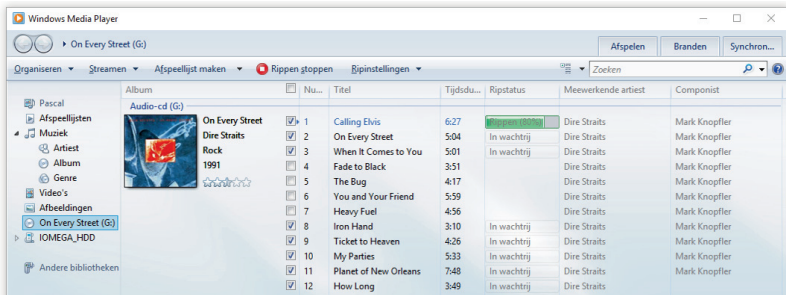 Windows Media Player
On Every Street (G:)
Afspelen Branden Synchron...
Organiseren Streamen Afspeellijst maken Rippen stoppen Ripinstellingen Zoeken
Album Nu... Titel Tijdsdu... Ripstatus Meewerkende artiest Componist
Pascal
Afspeellijsten
Muziek
Artiest
Album
Genre
Video's
Afbeeldingen
On Every Street (G:)
IOMEGA_HDD
Andere bibliotheken
Audio-cd (G:)
On Every Street
Dire Straits
Rock
1991
1 Calling Elvis 6:27 Rippen (80%) Dire Straits Mark Knopfler
2 On Every Street 5:04 In wachtrij Dire Straits Mark Knopfler
3 When It Comes to You 5:01 In wachtrij Dire Straits Mark Knopfler
4 Fade to Black 3:51 Dire Straits Mark Knopfler
5 The Bug 4:17 Dire Straits Mark Knopfler
6 You and Your Friend 5:59 Dire Straits Mark Knopfler
7 Heavy Fuel 4:56 Dire Straits Mark Knopfler
8 Iron Hand 3:10 In wachtrij Dire Straits Mark Knopfler
9 Ticket to Heaven 4:26 In wachtrij Dire Straits Mark Knopfler
10 My Parties 5:33 In wachtrij Dire Straits Mark Knopfler
11 Planet of New Orleans 7:48 In wachtrij Dire Straits Mark Knopfler
12 How Long 3:49 In wachtrij Dire Straits Mark Knopfler